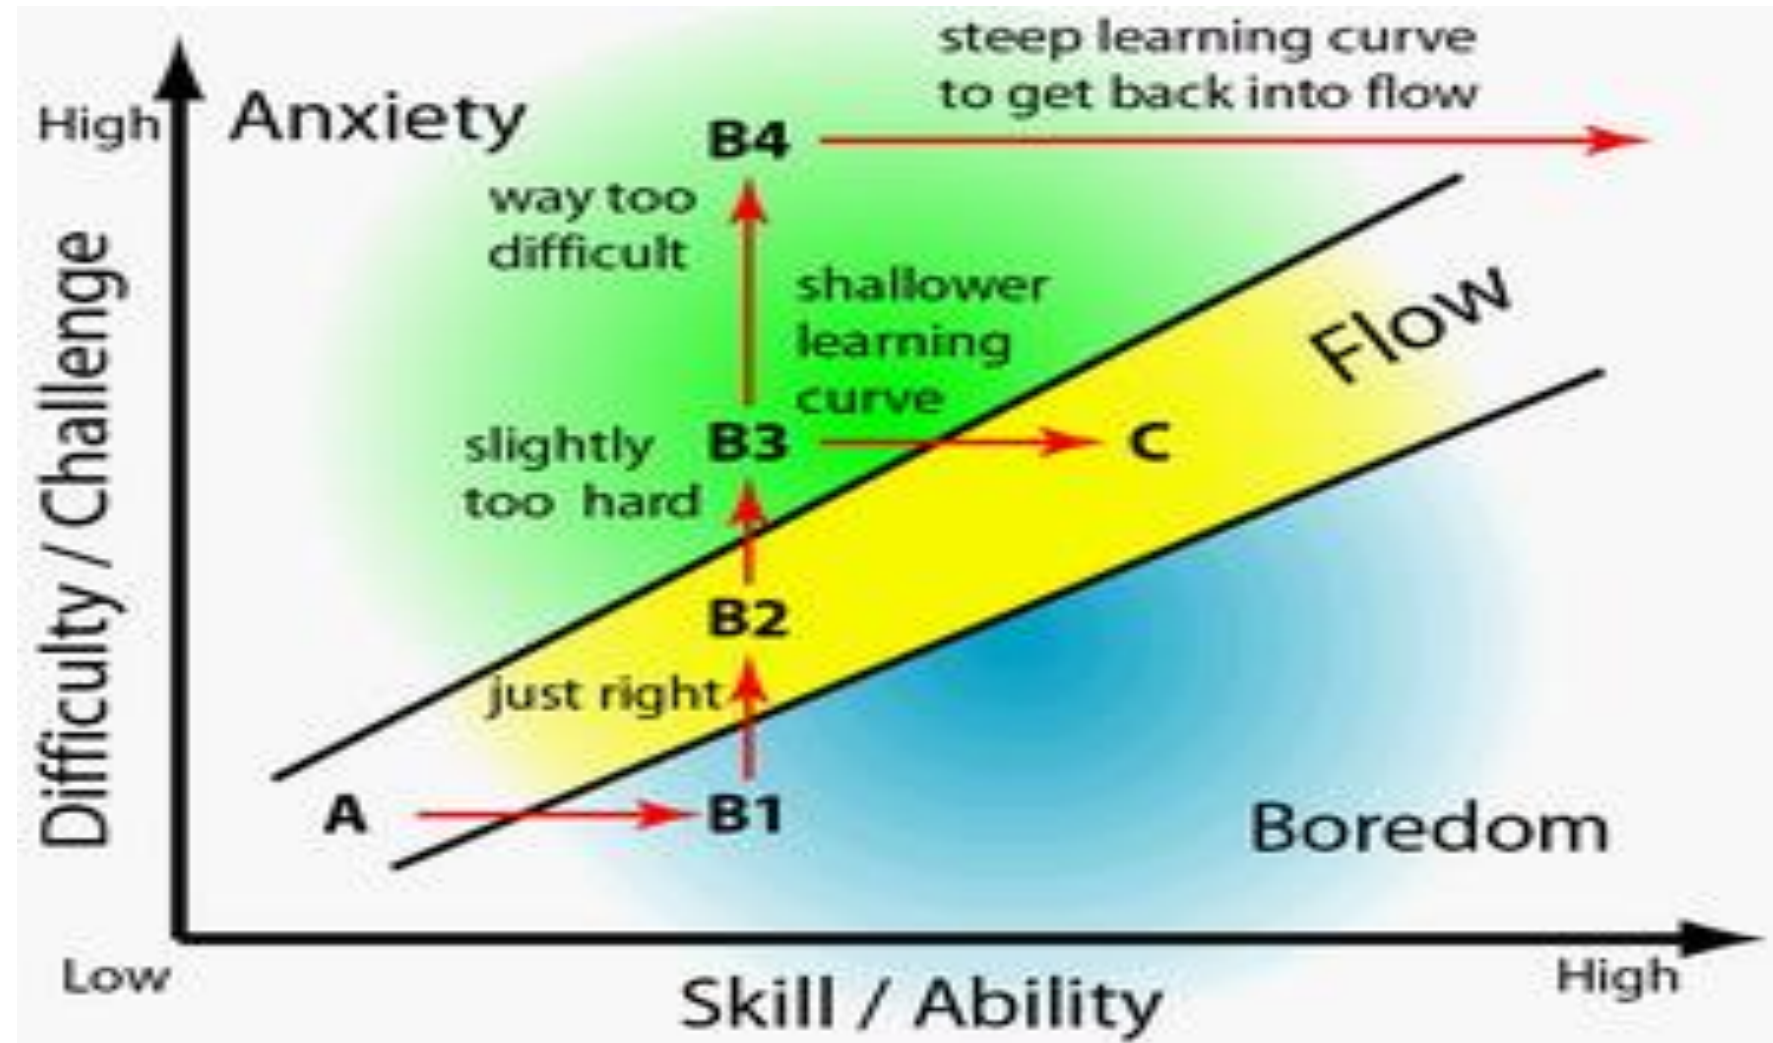 steep learning curve
to get back into flow
High
Anxiety
B4
way too
difficult
shallower
learning
curve
Flow
Difficulty / Challenge
slightly
too hard
B3
C
B2
just right
A
B1
Boredom
Low
High
Skill / Ability